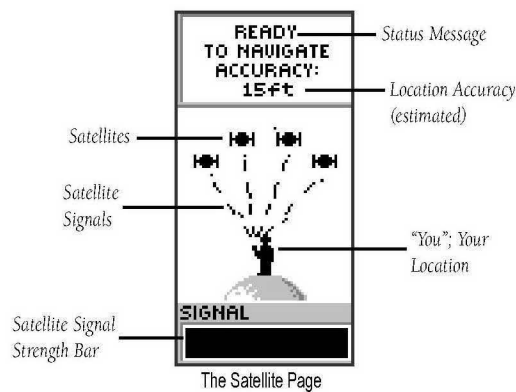 READY
TO NAVIGATE
ACCURACY:
15ft
Status Message
Location Accuracy
(estimated)
Satellites
Satellite
Signals
"You"; Your
Location
SIGNAL
Satellite Signal
Strength Bar
The Satellite Page